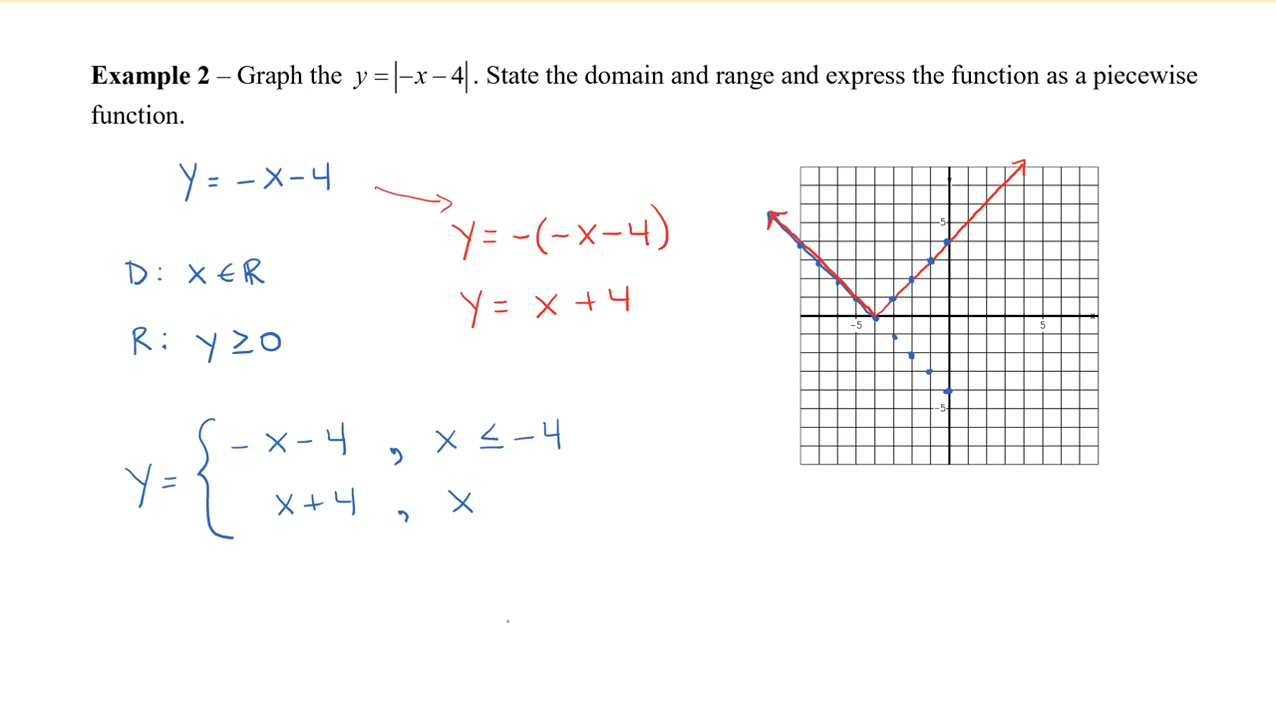 Example 2 – Graph the y = |−x − 4|. State the domain and range and express the function as a piecewise
function.
y = -x-4
y = -(-x-4)
y = x + 4
D: x ∈ ℝ
R: y ≥ 0
y = { -x-4 , x ≤ -4
x+4 , x
5
-5
5
x
-5